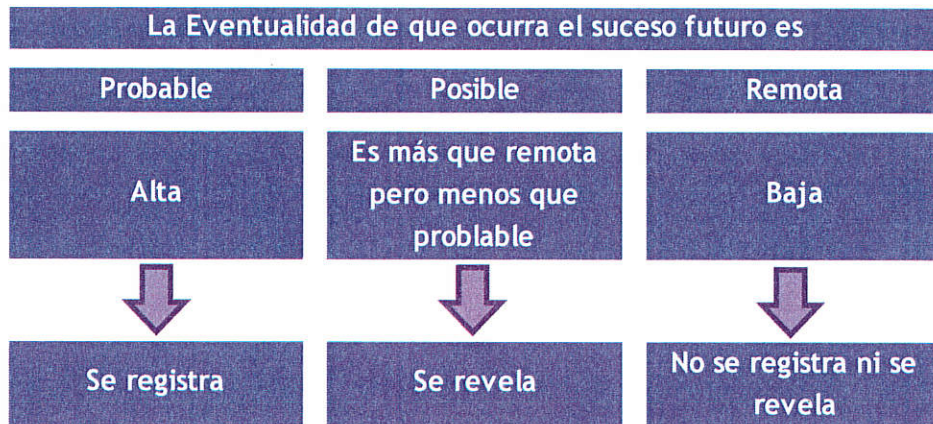 La Eventualidad de que ocurra el suceso futuro es
Probable
Posible
Remota
Alta
Es más que remota
pero menos que
problable
Baja
Se registra
Se revela
No se registra ni se
revela